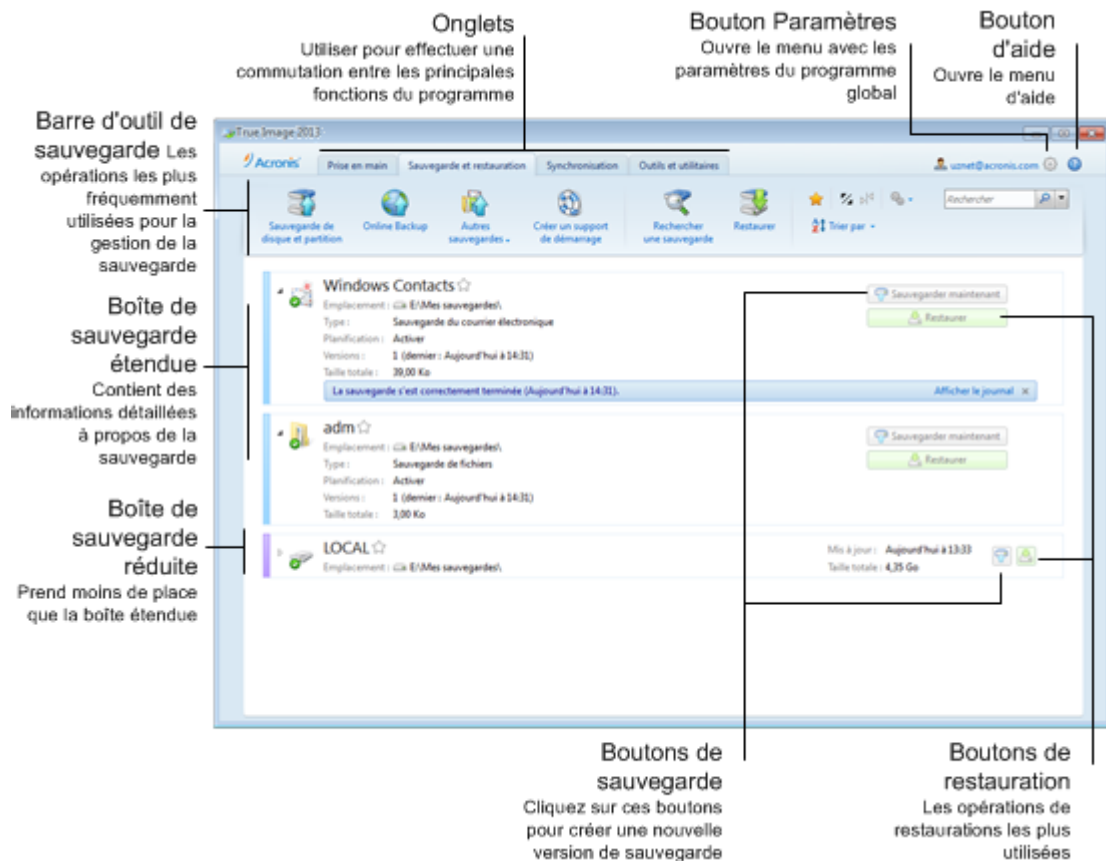 Onglets
Utiliser pour effectuer une
commutation entre les principales
fonctions du programme
Bouton Paramètres
Ouvre le menu avec les
paramètres du programme
global
Bouton
d'aide
Ouvre le menu
d'aide
Barre d'outil de
sauvegarde Les
opérations les plus
fréquemment
utilisées pour la
gestion de la
sauvegarde
Boîte de
sauvegarde
étendue
Contient des
informations détaillées
à propos de la
sauvegarde
Boîte de
sauvegarde
réduite
Prend moins de place
que la boîte étendue
True Image 2013
Acronis
Prise en main
Sauvegarde et restauration
Synchronisation
Outils et utilitaires
uznet@acronis.com
Sauvegarde de
disque et partition
Online Backup
Autres
sauvegardes
Créer un support
de démarrage
Rechercher
une sauvegarde
Restaurer
Rechercher
Trier par
Windows Contacts
Emplacement : E:\Mes sauvegardes\
Type : Sauvegarde du courrier électronique
Planification : Activer
Versions : 1 (dernier : Aujourd'hui à 14:31)
Taille totale : 39,00 Ko
Sauvegarder maintenant
Restaurer
La sauvegarde s'est correctement terminée (Aujourd'hui à 14:31).
Afficher le journal
adm
Emplacement : E:\Mes sauvegardes\
Type : Sauvegarde de fichiers
Planification : Activer
Versions : 1 (dernier : Aujourd'hui à 14:31)
Taille totale : 3,00 Ko
Sauvegarder maintenant
Restaurer
LOCAL
Emplacement : E:\Mes sauvegardes\
Mis à jour : Aujourd'hui à 13:33
Taille totale : 4,35 Go
Boutons de
sauvegarde
Cliquez sur ces boutons
pour créer une nouvelle
version de sauvegarde
Boutons de
restauration
Les opérations de
restaurations les plus
utilisées